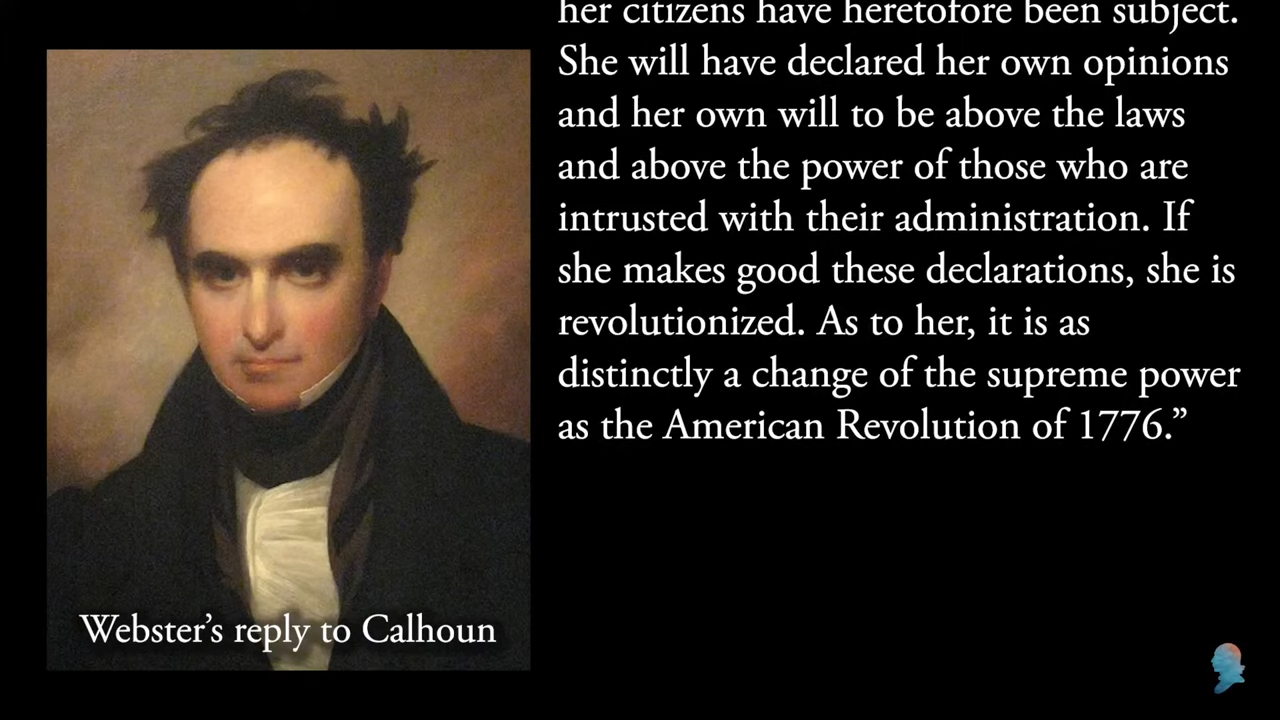 her citizens have heretofore been subject.
She will have declared her own opinions
and her own will to be above the laws
and above the power of those who are
intrusted with their administration. If
she makes good these declarations, she is
revolutionized. As to her, it is as
distinctly a change of the supreme power
as the American Revolution of 1776.”
Webster’s reply to Calhoun